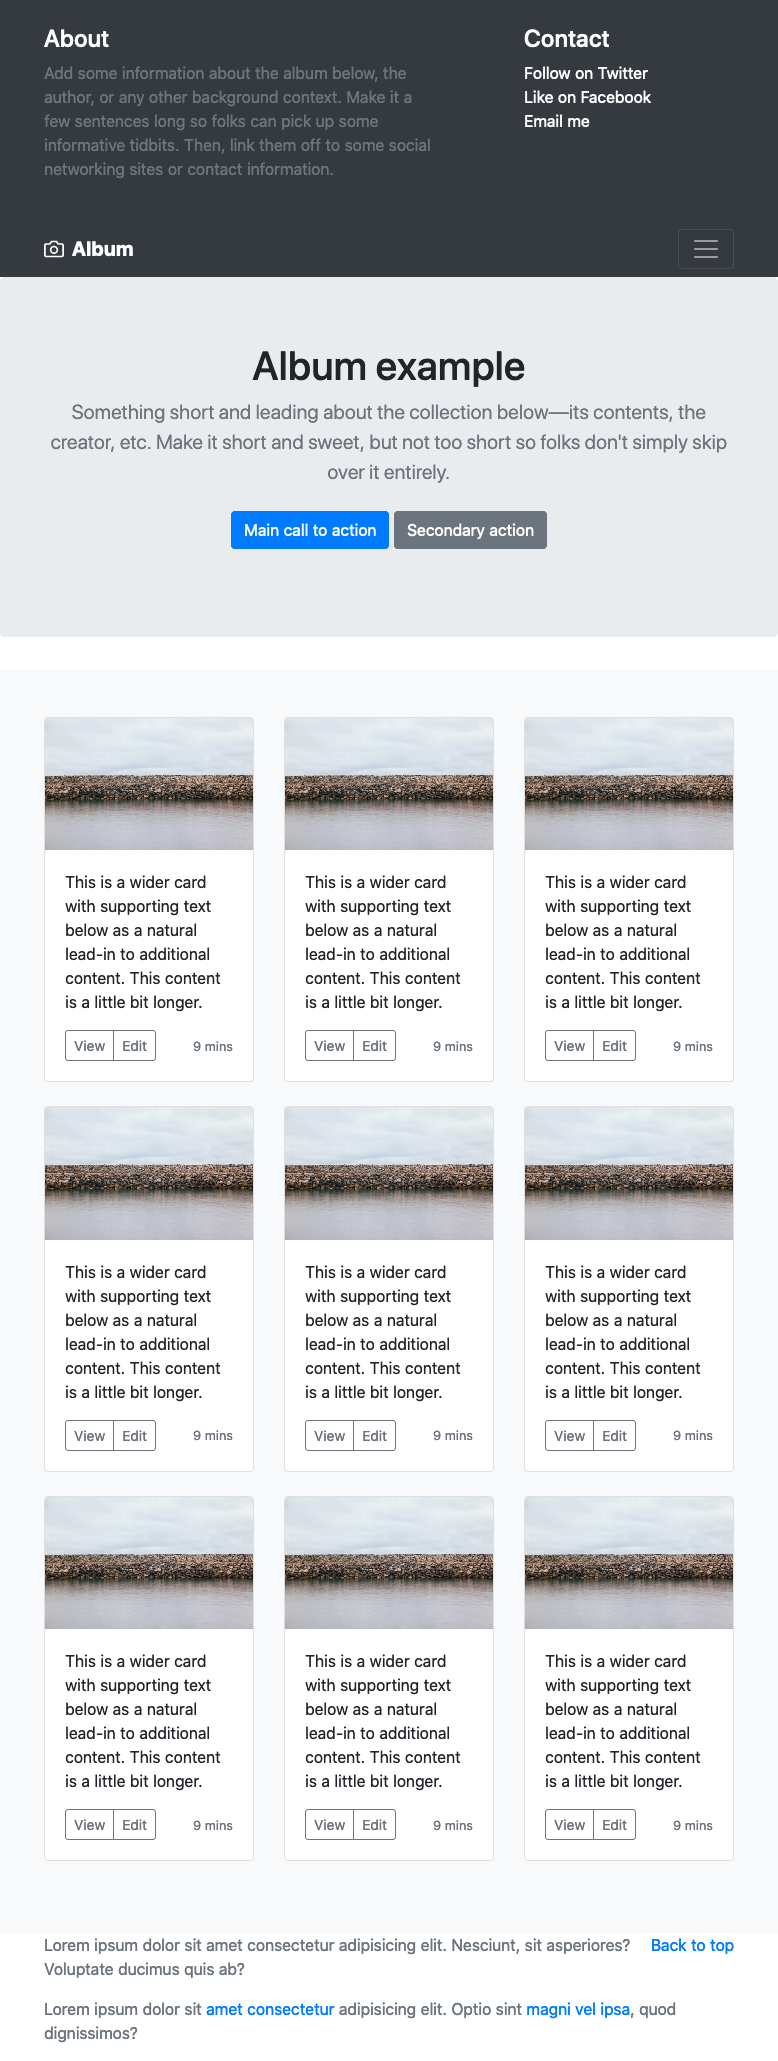 About
Add some information about the album below, the
author, or any other background context. Make it a
few sentences long so folks can pick up some
informative tidbits. Then, link them off to some social
networking sites or contact information.
Contact
Follow on Twitter
Like on Facebook
Email me
Album
Album example
Something short and leading about the collection below—its contents, the
creator, etc. Make it short and sweet, but not too short so folks don't simply skip
over it entirely.
Main call to action
Secondary action
This is a wider card
with supporting text
below as a natural
lead-in to additional
content. This content
is a little bit longer.
View Edit 9 mins
This is a wider card
with supporting text
below as a natural
lead-in to additional
content. This content
is a little bit longer.
View Edit 9 mins
This is a wider card
with supporting text
below as a natural
lead-in to additional
content. This content
is a little bit longer.
View Edit 9 mins
This is a wider card
with supporting text
below as a natural
lead-in to additional
content. This content
is a little bit longer.
View Edit 9 mins
This is a wider card
with supporting text
below as a natural
lead-in to additional
content. This content
is a little bit longer.
View Edit 9 mins
This is a wider card
with supporting text
below as a natural
lead-in to additional
content. This content
is a little bit longer.
View Edit 9 mins
This is a wider card
with supporting text
below as a natural
lead-in to additional
content. This content
is a little bit longer.
View Edit 9 mins
This is a wider card
with supporting text
below as a natural
lead-in to additional
content. This content
is a little bit longer.
View Edit 9 mins
This is a wider card
with supporting text
below as a natural
lead-in to additional
content. This content
is a little bit longer.
View Edit 9 mins
Lorem ipsum dolor sit amet consectetur adipisicing elit. Nesciunt, sit asperiores? Back to top
Voluptate ducimus quis ab?
Lorem ipsum dolor sit amet consectetur adipisicing elit. Optio sint magni vel ipsa, quod
dignissimos?